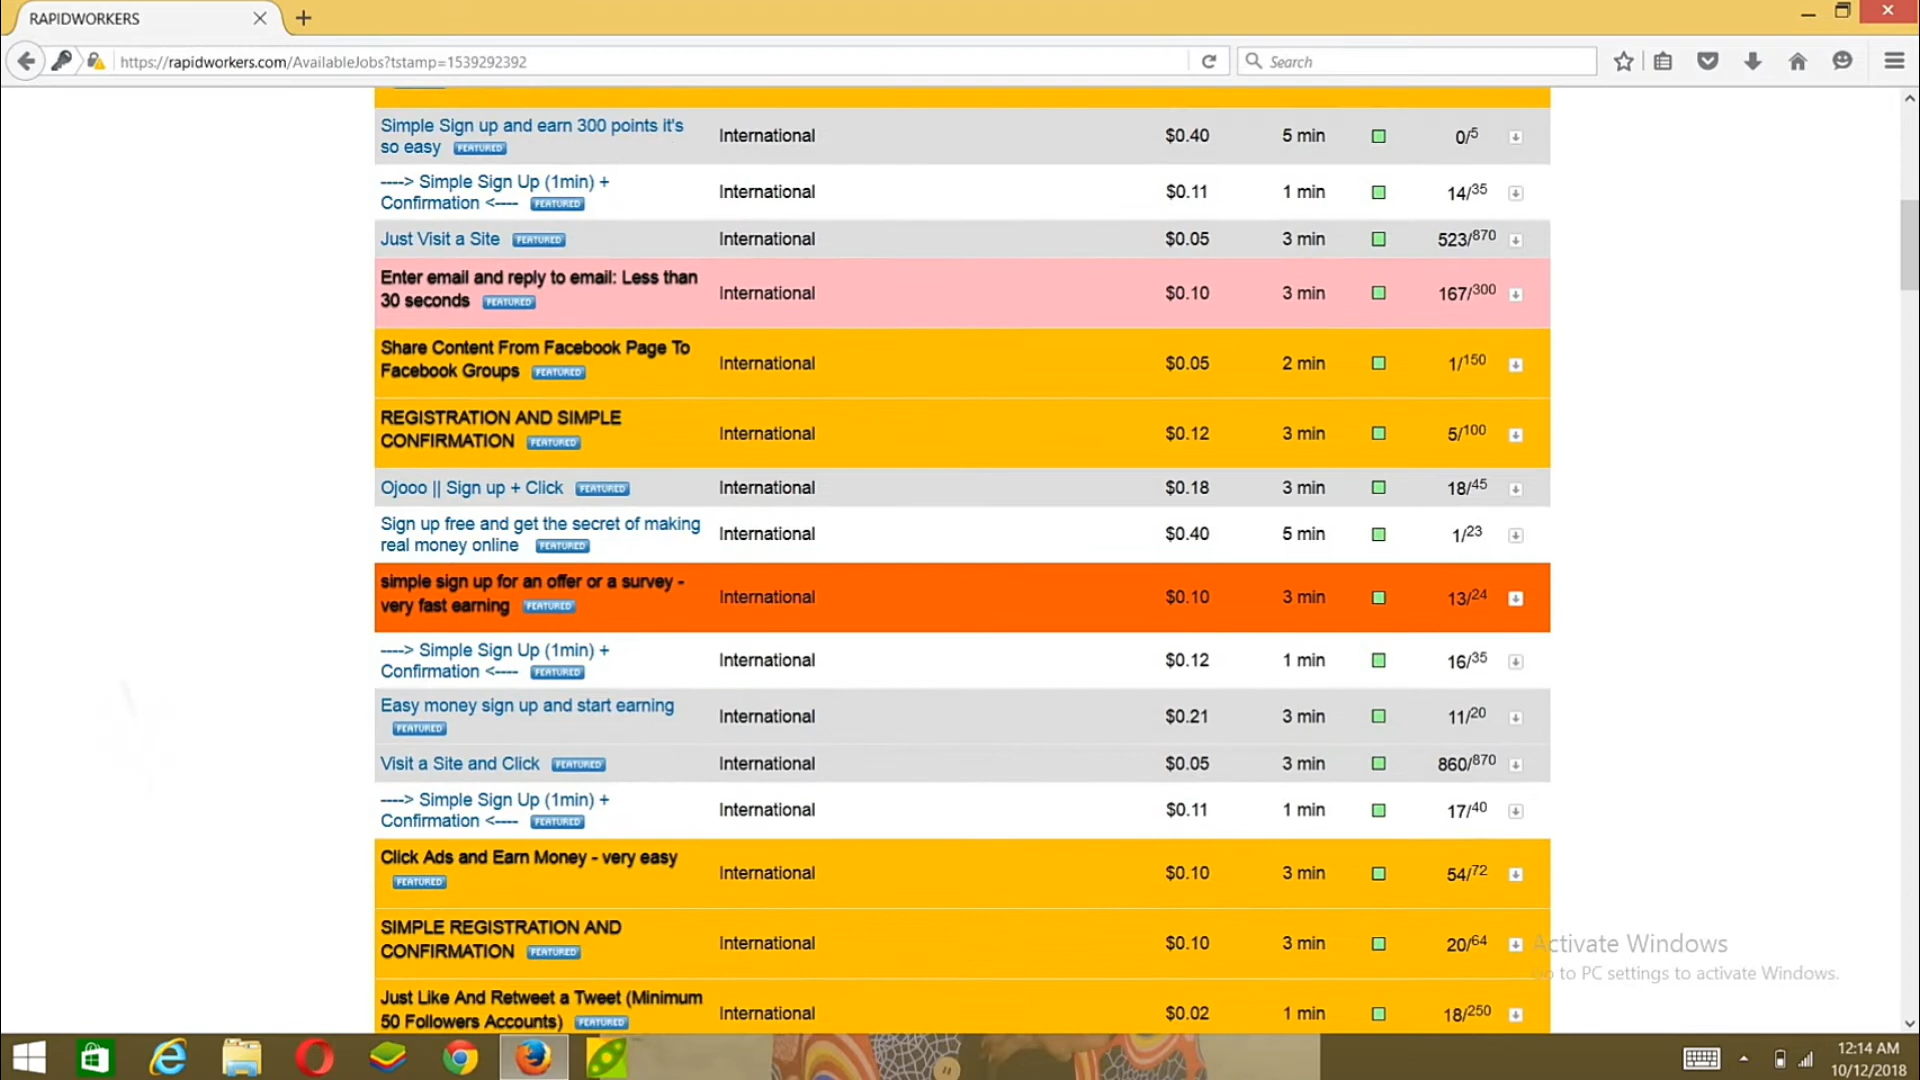 RAPIDWORKERS
https://rapidworkers.com/AvailableJobs?tstamp=1539292392
Search
Simple Sign up and earn 300 points it's
so easy FEATURED
International $0.40 5 min 0/5
----> Simple Sign Up (1min) +
Confirmation <---- FEATURED
International $0.11 1 min 14/35
Just Visit a Site FEATURED International $0.05 3 min 523/870
Enter email and reply to email: Less than
30 seconds FEATURED
International $0.10 3 min 167/300
Share Content From Facebook Page To
Facebook Groups FEATURED
International $0.05 2 min 1/150
REGISTRATION AND SIMPLE
CONFIRMATION FEATURED
International $0.12 3 min 5/100
Ojooo || Sign up + Click FEATURED International $0.18 3 min 18/45
Sign up free and get the secret of making
real money online FEATURED
International $0.40 5 min 1/23
simple sign up for an offer or a survey -
very fast earning FEATURED
International $0.10 3 min 13/24
----> Simple Sign Up (1min) +
Confirmation <---- FEATURED
International $0.12 1 min 16/35
Easy money sign up and start earning
FEATURED
International $0.21 3 min 11/20
Visit a Site and Click FEATURED International $0.05 3 min 860/870
----> Simple Sign Up (1min) +
Confirmation <---- FEATURED
International $0.11 1 min 17/40
Click Ads and Earn Money - very easy
FEATURED
International $0.10 3 min 54/72
SIMPLE REGISTRATION AND
CONFIRMATION FEATURED
International $0.10 3 min 20/64
Just Like And Retweet a Tweet (Minimum
50 Followers Accounts) FEATURED
International $0.02 1 min 18/250
Activate Windows
Go to PC settings to activate Windows.
12:14 AM
10/12/2018